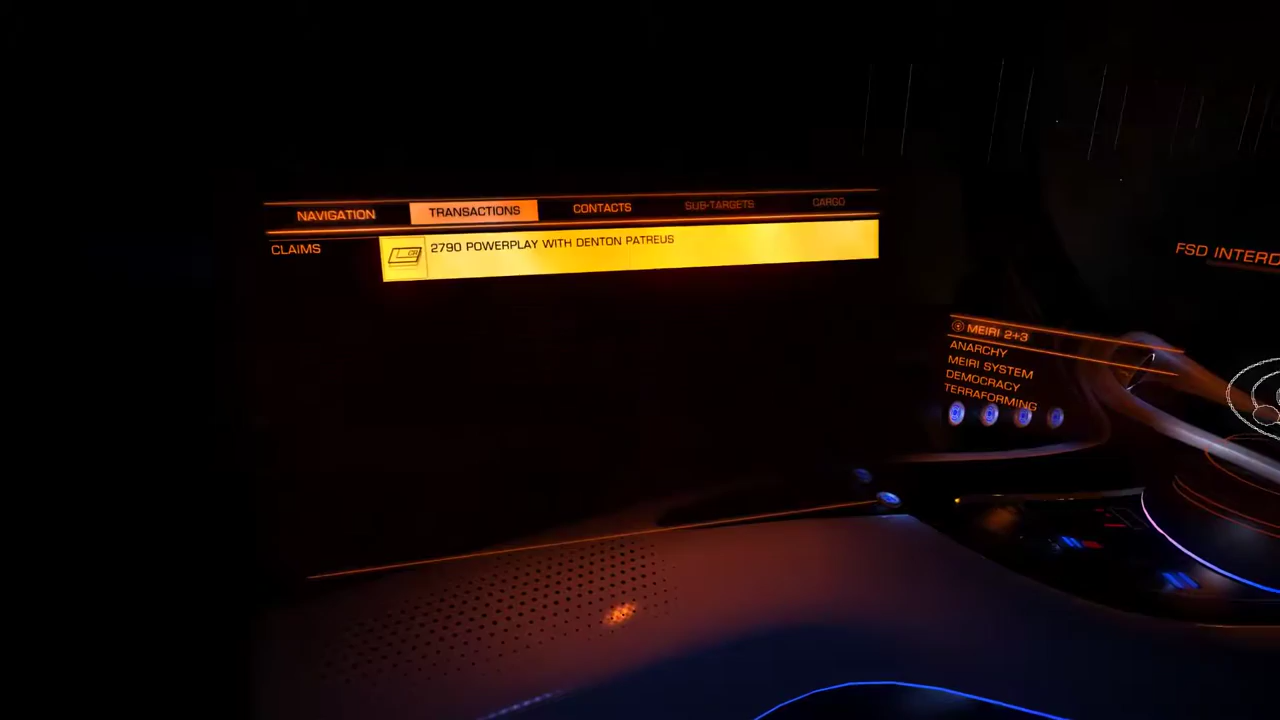 NAVIGATION TRANSACTIONS CONTACTS SUB-TARGETS CARGO
CLAIMS
2790 POWERPLAY WITH DENTON PATREUS
FSD INTERD
MEIRI 2+3
ANARCHY
MEIRI SYSTEM
DEMOCRACY
TERRAFORMING